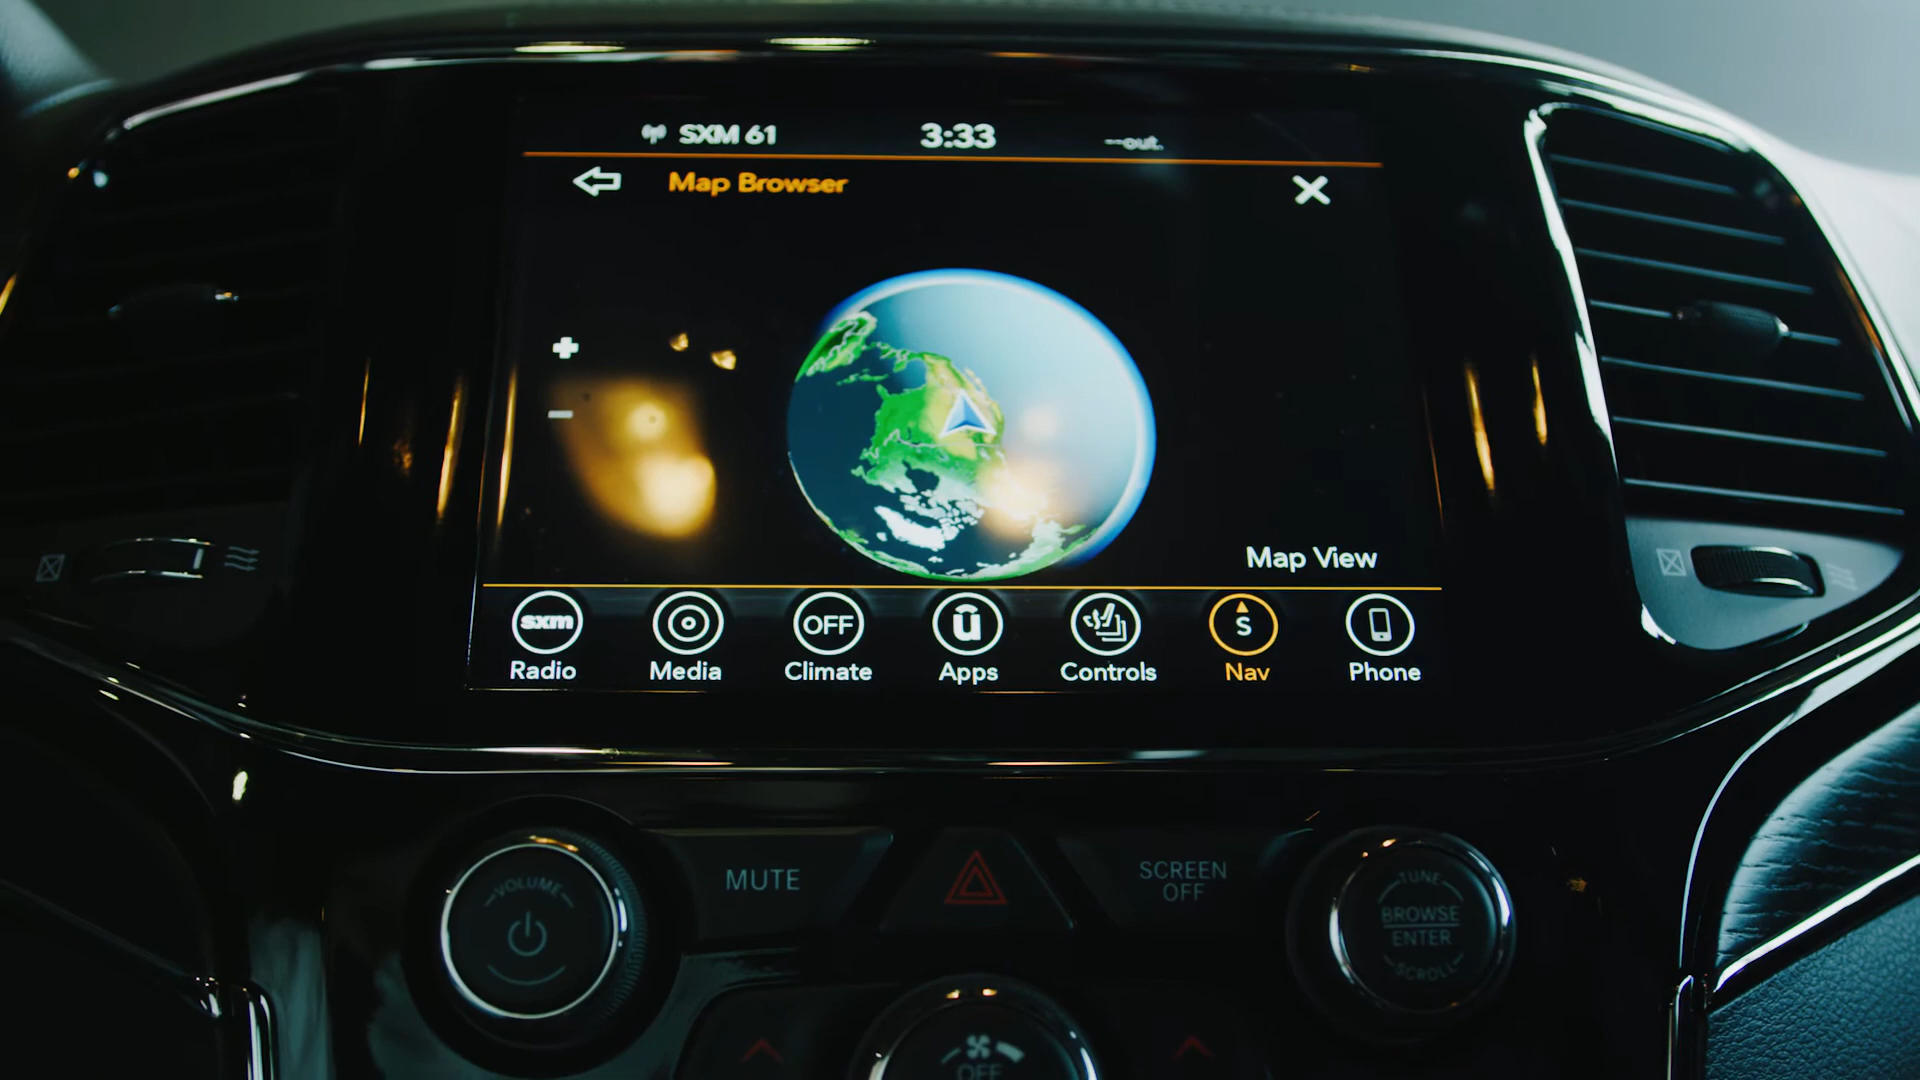 SXM 61
3:33
--out.
Map Browser
+
-
Map View
sxm
OFF
ū
S
Radio
Media
Climate
Apps
Controls
Nav
Phone
VOLUME
MUTE
SCREEN
OFF
TUNE
BROWSE
ENTER
SCROLL
OFF